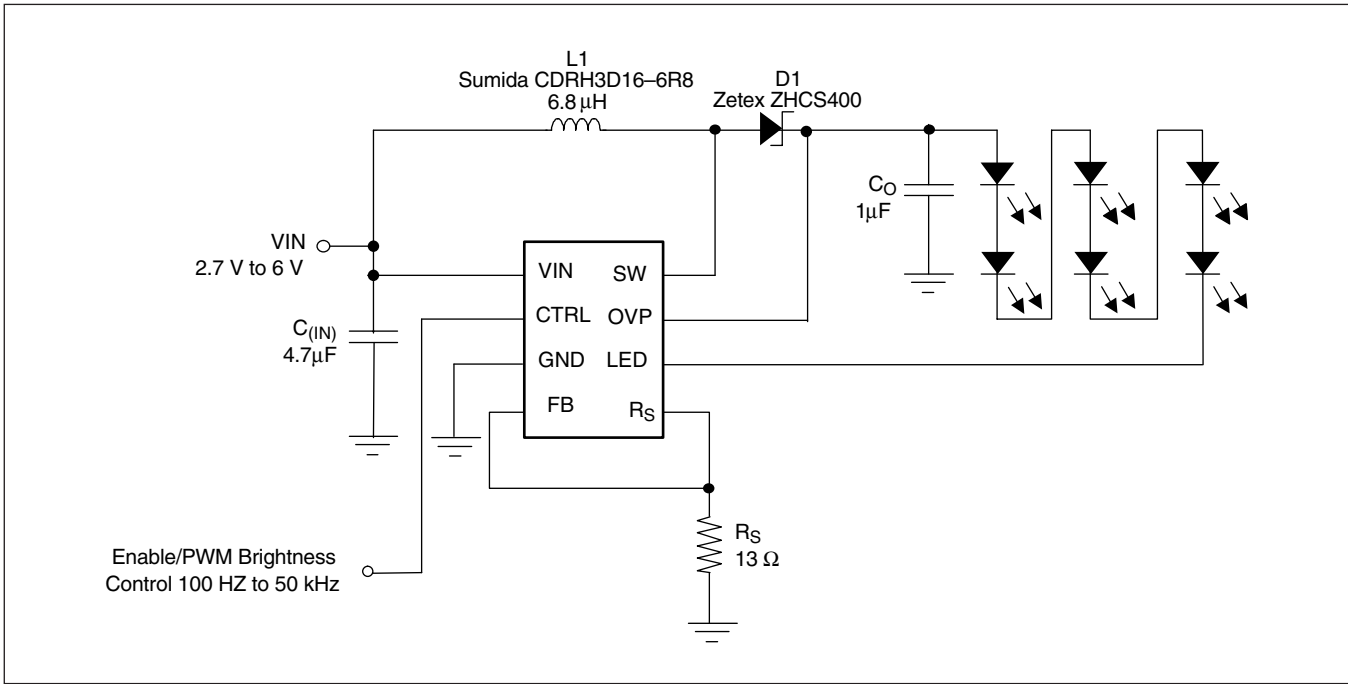 L1
Sumida CDRH3D16–6R8
6.8 μH
D1
Zetex ZHCS400
CO
1μF
VIN
2.7 V to 6 V
C(IN)
4.7μF
VIN
SW
CTRL
OVP
GND
LED
FB
RS
RS
13 Ω
Enable/PWM Brightness
Control 100 HZ to 50 kHz